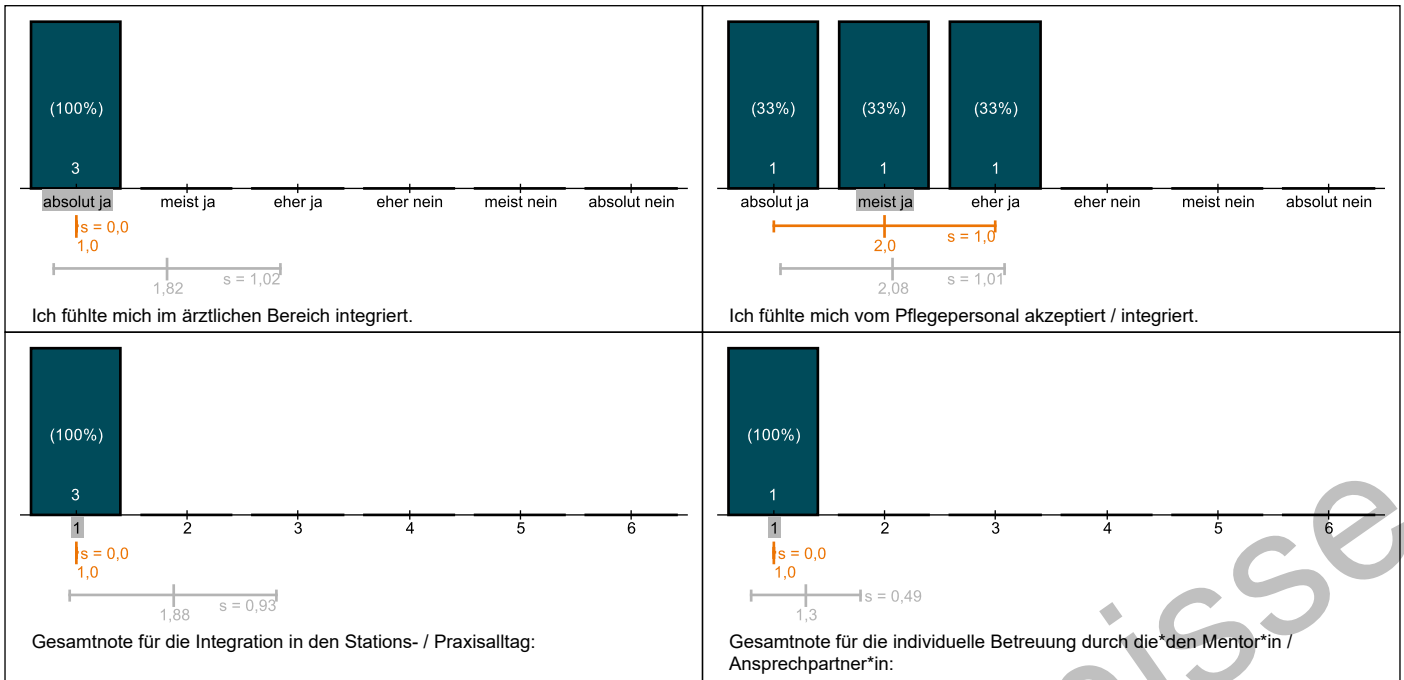 (100%)
3
absolut ja meist ja eher ja eher nein meist nein absolut nein
s = 0,0
1,0
s = 1,02
1,82
Ich fühlte mich im ärztlichen Bereich integriert.
(33%) (33%) (33%)
1 1 1
absolut ja meist ja eher ja eher nein meist nein absolut nein
s = 1,0
2,0
s = 1,01
2,08
Ich fühlte mich vom Pflegepersonal akzeptiert / integriert.
(100%)
3
1 2 3 4 5 6
s = 0,0
1,0
s = 0,93
1,88
Gesamtnote für die Integration in den Stations- / Praxisalltag:
(100%)
1
1 2 3 4 5 6
s = 0,0
1,0
s = 0,49
1,3
Gesamtnote für die individuelle Betreuung durch die*den Mentor*in /
Ansprechpartner*in:
isse